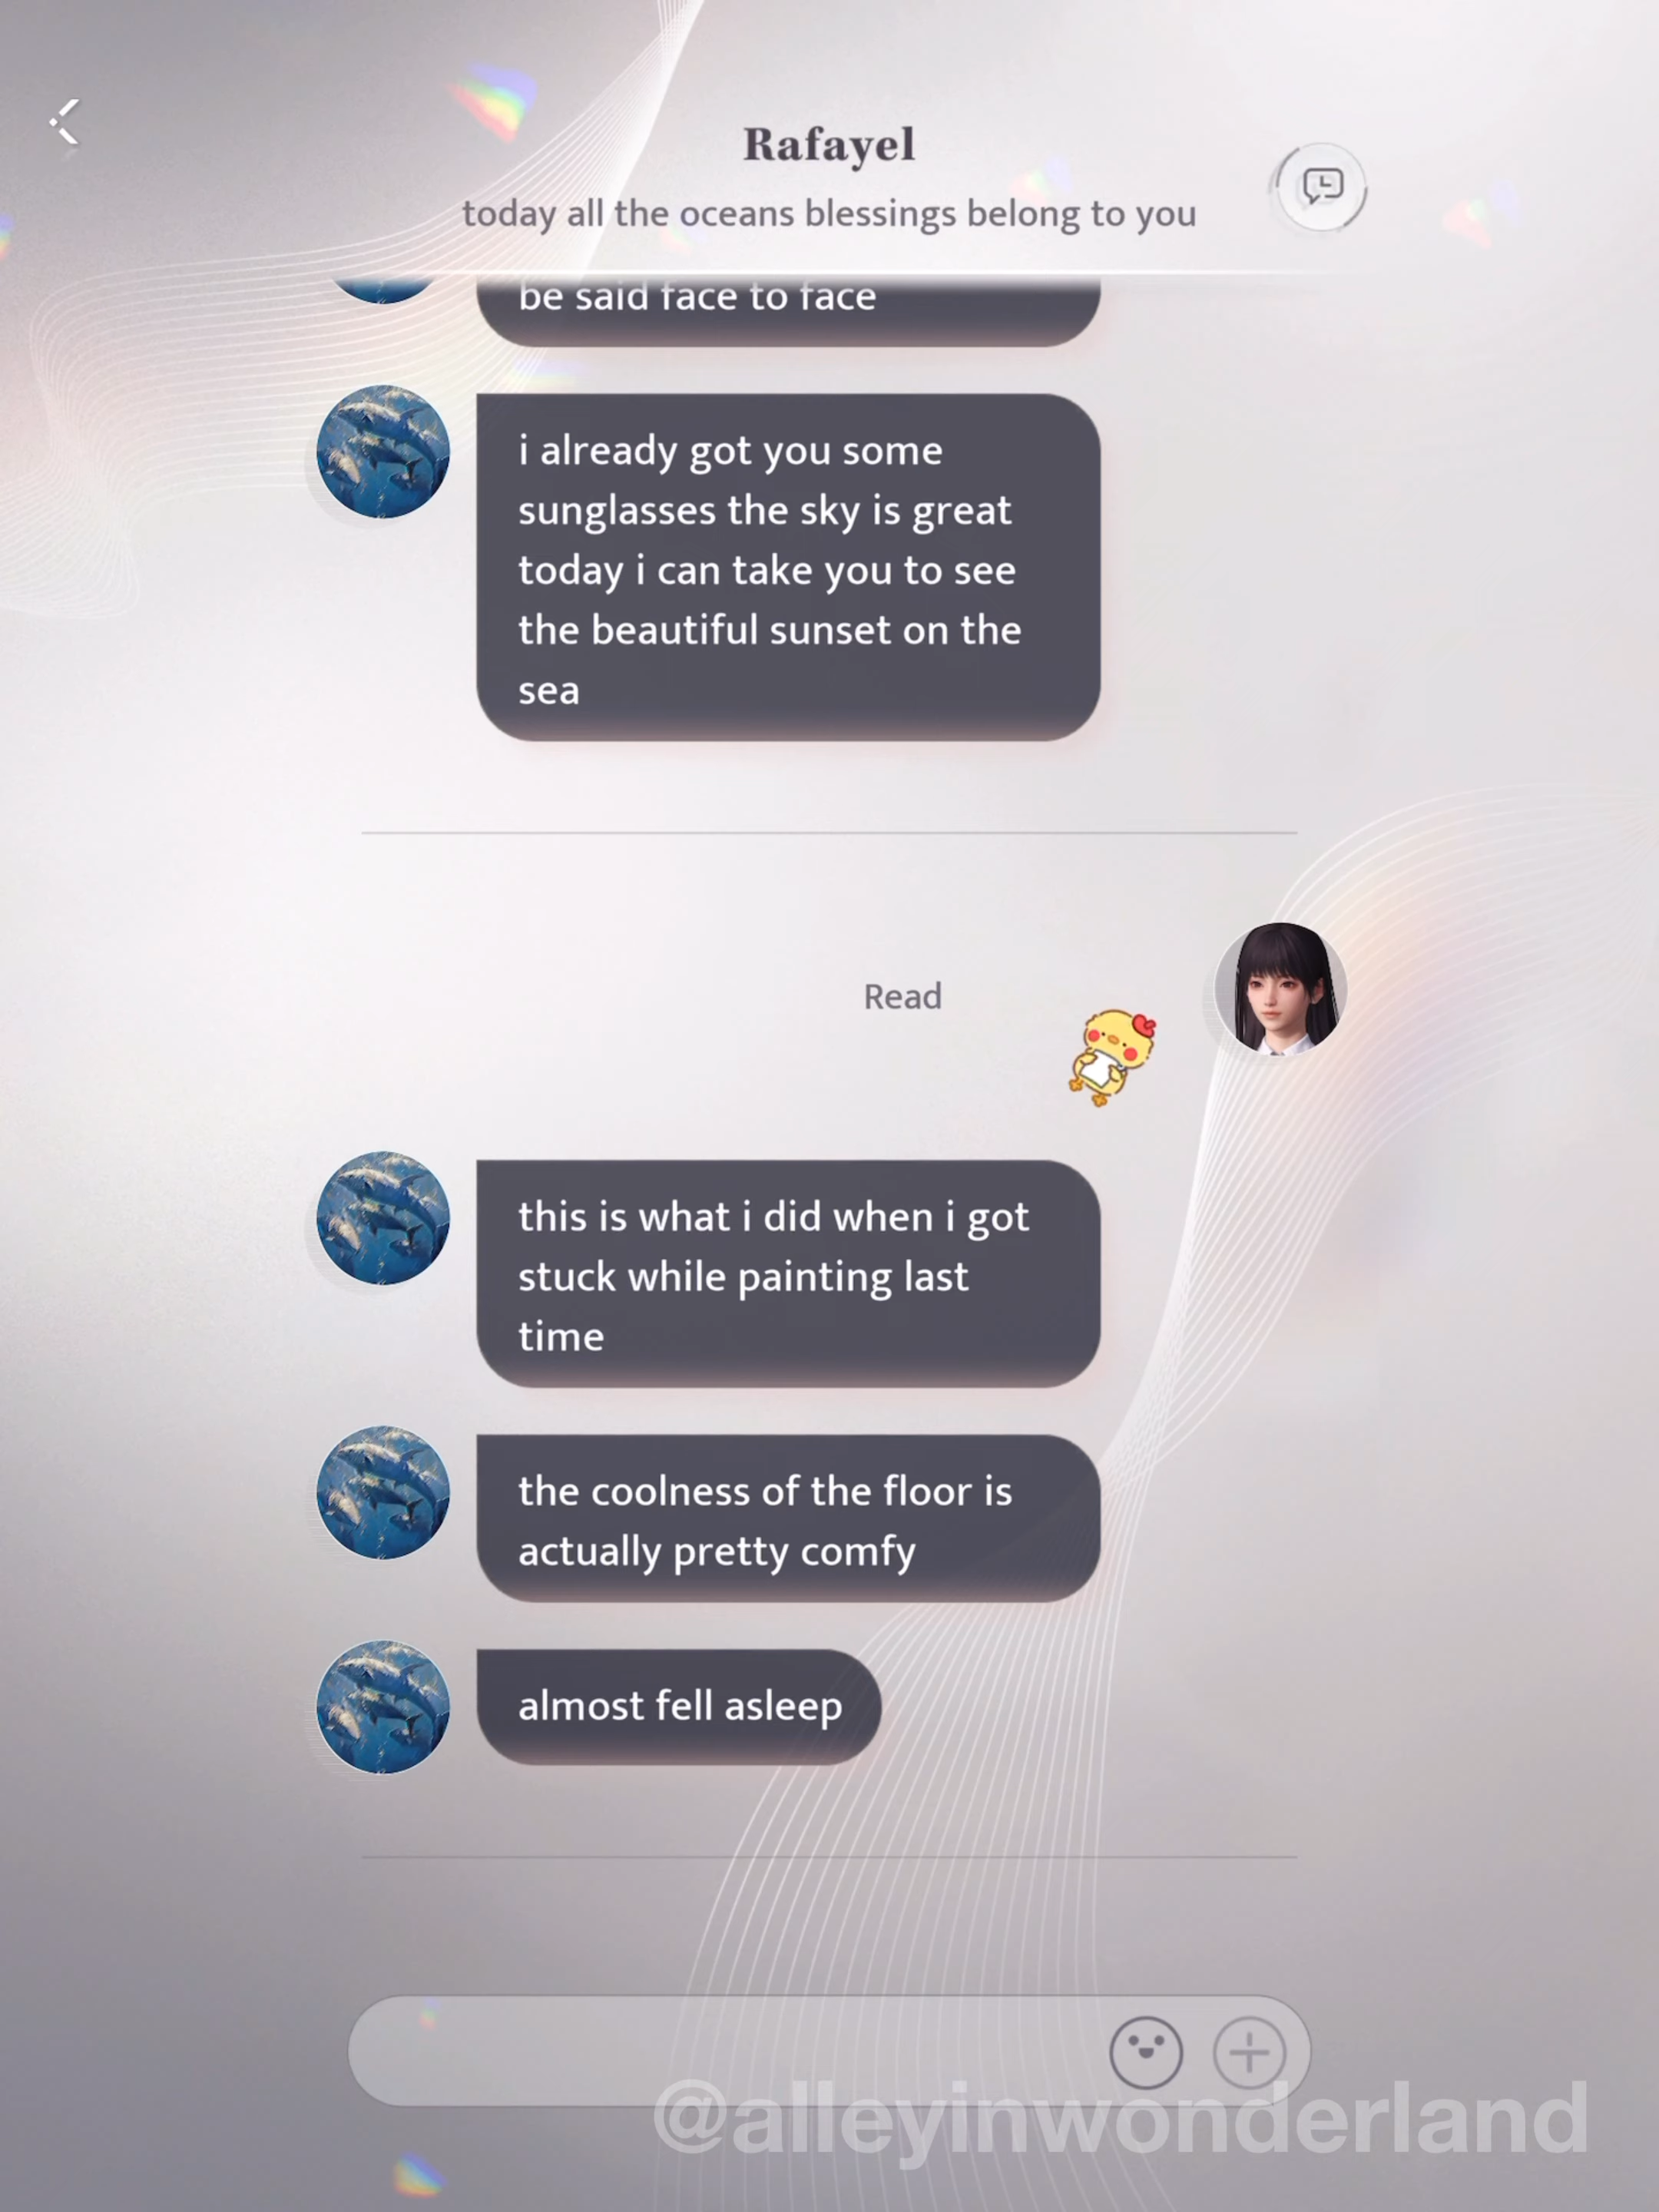 Rafayel
today all the oceans blessings belong to you
be said face to face
i already got you some
sunglasses the sky is great
today i can take you to see
the beautiful sunset on the
sea
Read
this is what i did when i got
stuck while painting last
time
the coolness of the floor is
actually pretty comfy
almost fell asleep
@alleyinwonderland